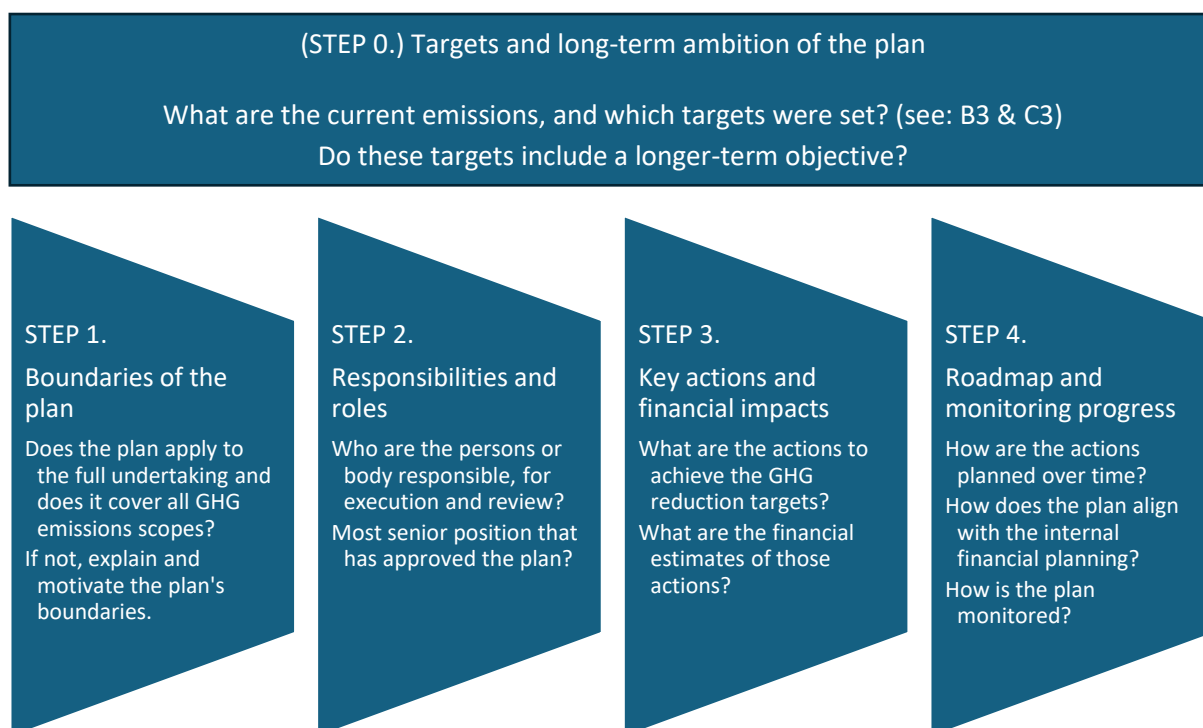 (STEP 0.) Targets and long-term ambition of the plan
What are the current emissions, and which targets were set? (see: B3 & C3)
Do these targets include a longer-term objective?
STEP 1.
Boundaries of the
plan
Does the plan apply to
the full undertaking and
does it cover all GHG
emissions scopes?
If not, explain and
motivate the plan's
boundaries.
STEP 2.
Responsibilities and
roles
Who are the persons or
body responsible, for
execution and review?
Most senior position that
has approved the plan?
STEP 3.
Key actions and
financial impacts
What are the actions to
achieve the GHG
reduction targets?
What are the financial
estimates of those
actions?
STEP 4.
Roadmap and
monitoring progress
How are the actions
planned over time?
How does the plan align
with the internal
financial planning?
How is the plan
monitored?